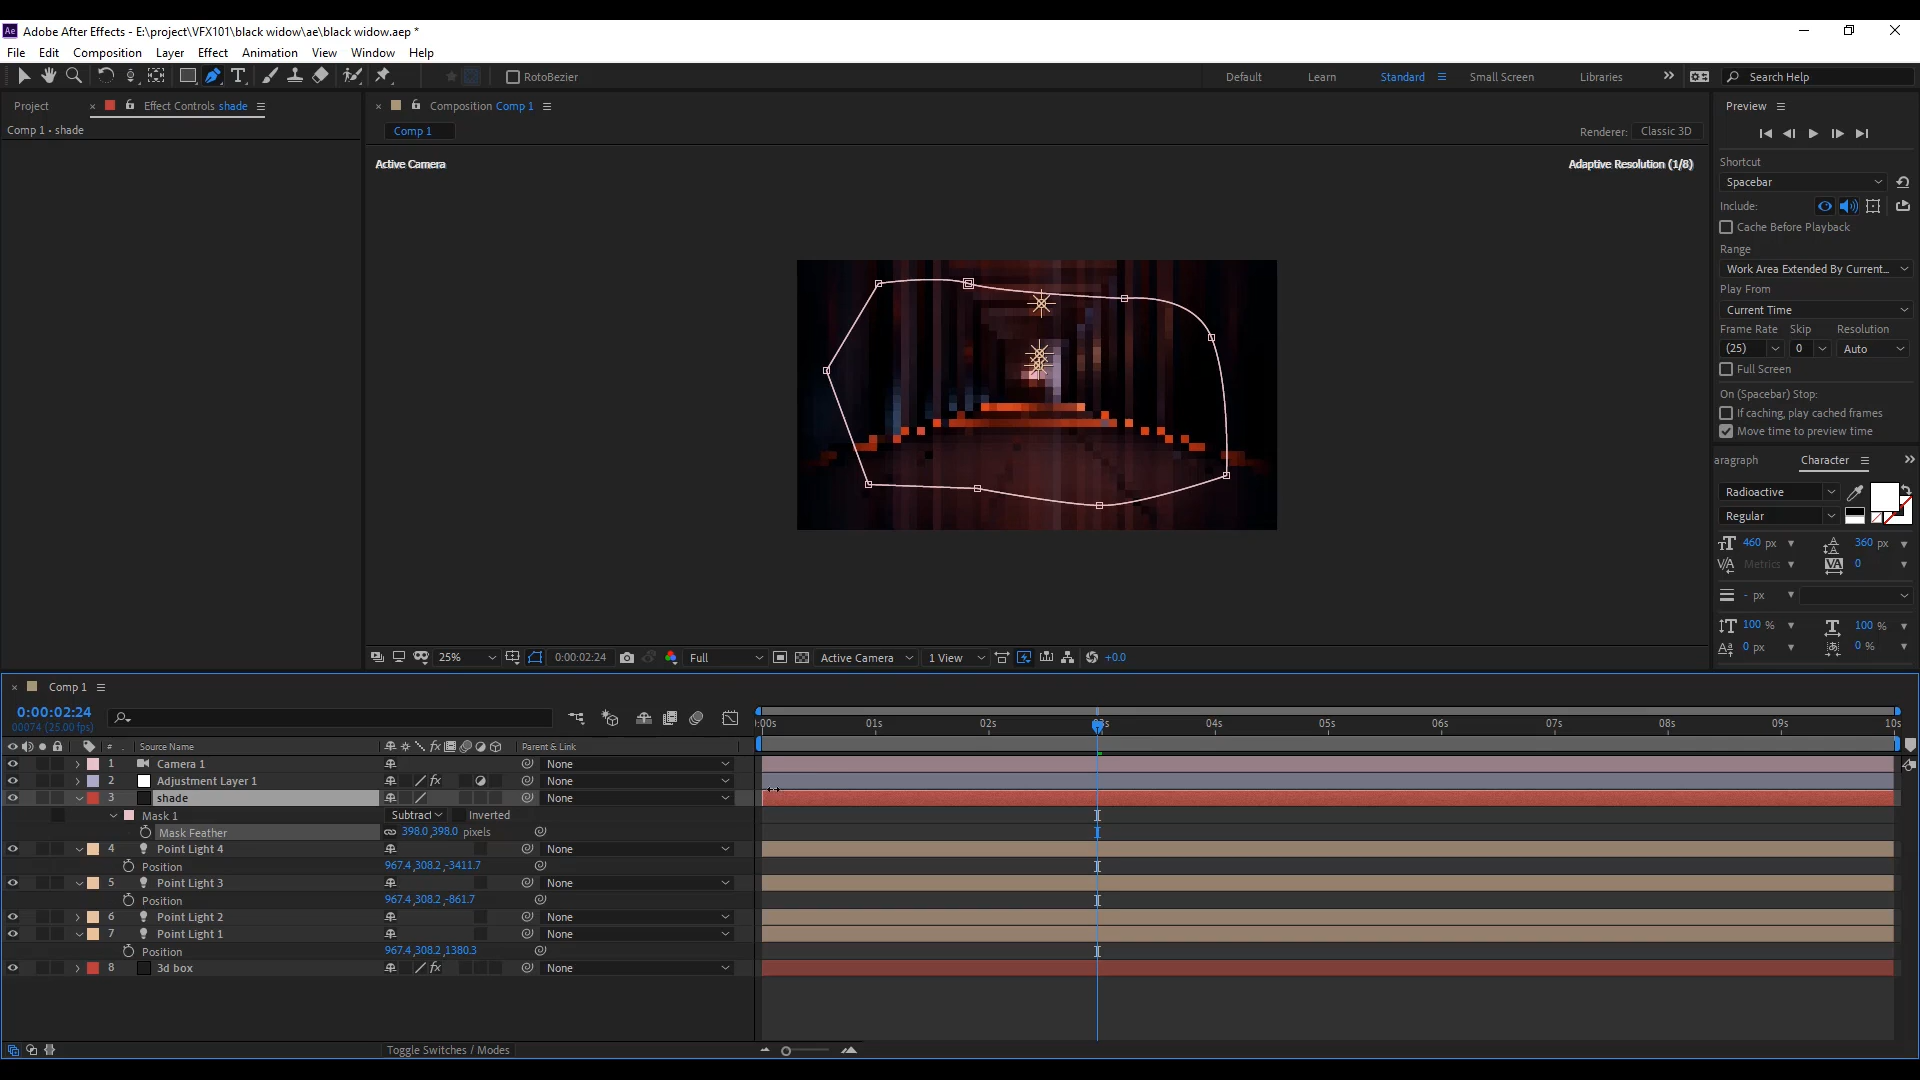 Adobe After Effects - E:\project\VFX101\black widow\ae\black widow.aep *
File Edit Composition Layer Effect Animation View Window Help
RotoBezier
Default Learn Standard Small Screen Libraries
Search Help
Project Effect Controls shade
Comp 1 • shade
Composition Comp 1
Comp 1
Renderer: Classic 3D
Active Camera
Adaptive Resolution (1/8)
Preview
Shortcut
Spacebar
Include:
Cache Before Playback
Range
Work Area Extended By Current...
Play From
Current Time
Frame Rate Skip Resolution
(25) 0 Auto
Full Screen
On (Spacebar) Stop:
If caching, play cached frames
Move time to preview time
aragraph Character
Radioactive
Regular
460 px 360 px
Metrics 0
- px
100 % 100 %
0 px 0 %
25% 0:00:02:24 Full Active Camera 1 View +0.0
Comp 1
0:00:02:24
00074 (25.00 fps)
:00s 01s 02s 03s 04s 05s 06s 07s 08s 09s 10s
# Source Name Parent & Link
1 Camera 1 None
2 Adjustment Layer 1 fx None
3 shade None
Mask 1 Subtract Inverted
Mask Feather 398.0,398.0 pixels
4 Point Light 4 None
Position 967.4,308.2,-3411.7
5 Point Light 3 None
Position 967.4,308.2,-861.7
6 Point Light 2 None
7 Point Light 1 None
Position 967.4,308.2,1380.3
8 3d box fx None
Toggle Switches / Modes